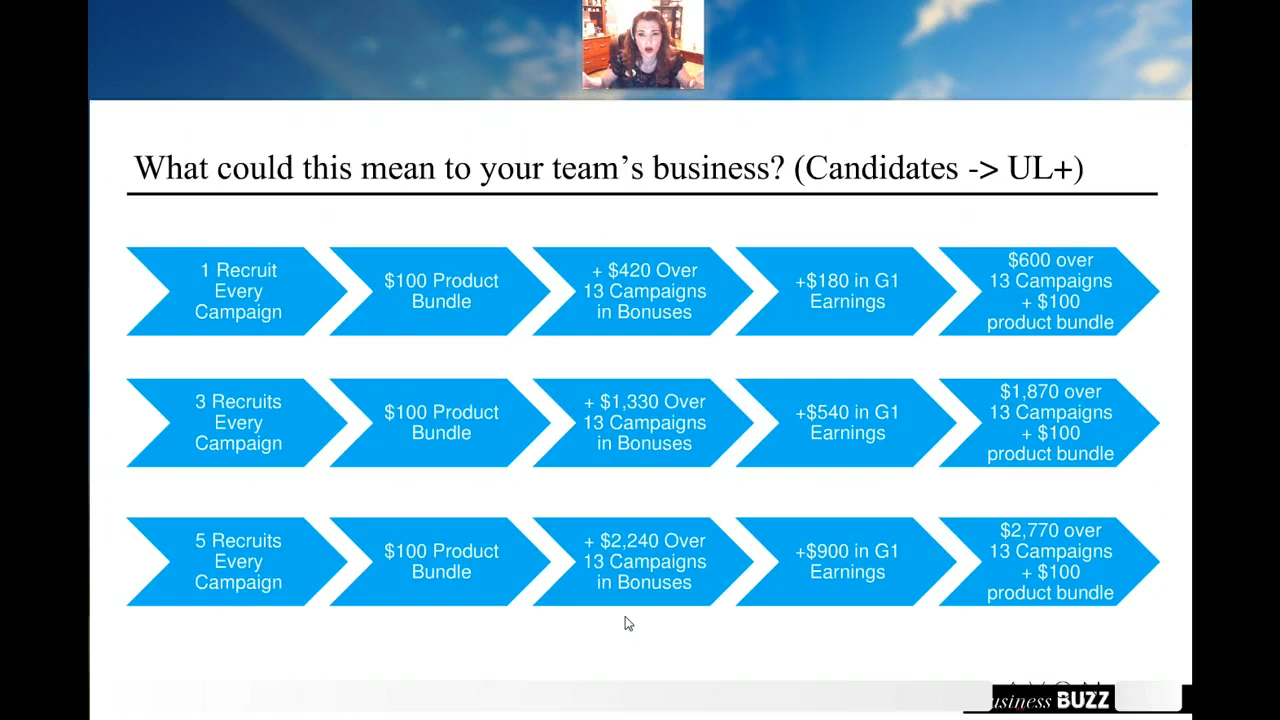 What could this mean to your team’s business? (Candidates -> UL+)
1 Recruit
Every
Campaign
$100 Product
Bundle
+ $420 Over
13 Campaigns
in Bonuses
+$180 in G1
Earnings
$600 over
13 Campaigns
+ $100
product bundle
3 Recruits
Every
Campaign
$100 Product
Bundle
+ $1,330 Over
13 Campaigns
in Bonuses
+$540 in G1
Earnings
$1,870 over
13 Campaigns
+ $100
product bundle
5 Recruits
Every
Campaign
$100 Product
Bundle
+ $2,240 Over
13 Campaigns
in Bonuses
+$900 in G1
Earnings
$2,770 over
13 Campaigns
+ $100
product bundle
usiness BUZZ